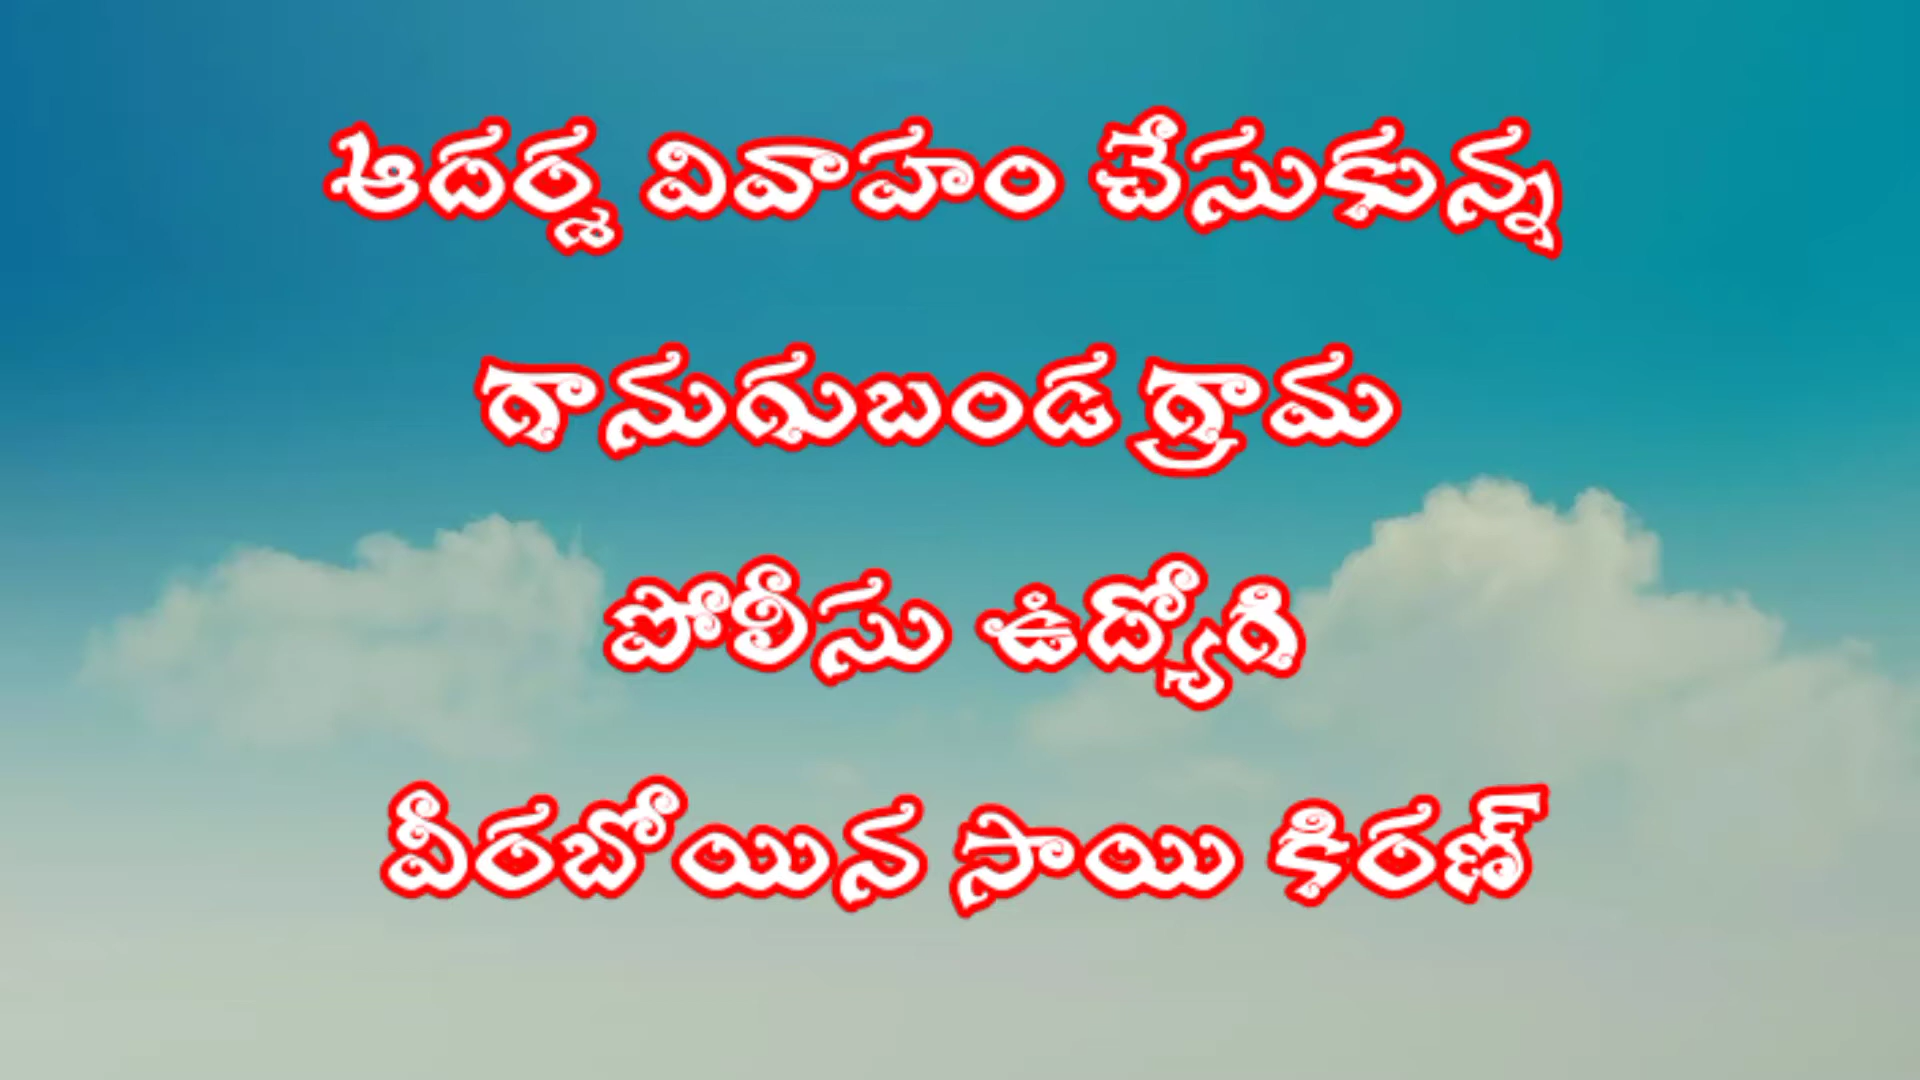 ఆదర్శ వివాహం చేసుకున్న
గానుగుబండ గ్రామ
పోలీసు ఉద్యోగి
వీరబోయిన సాయి కిరణ్